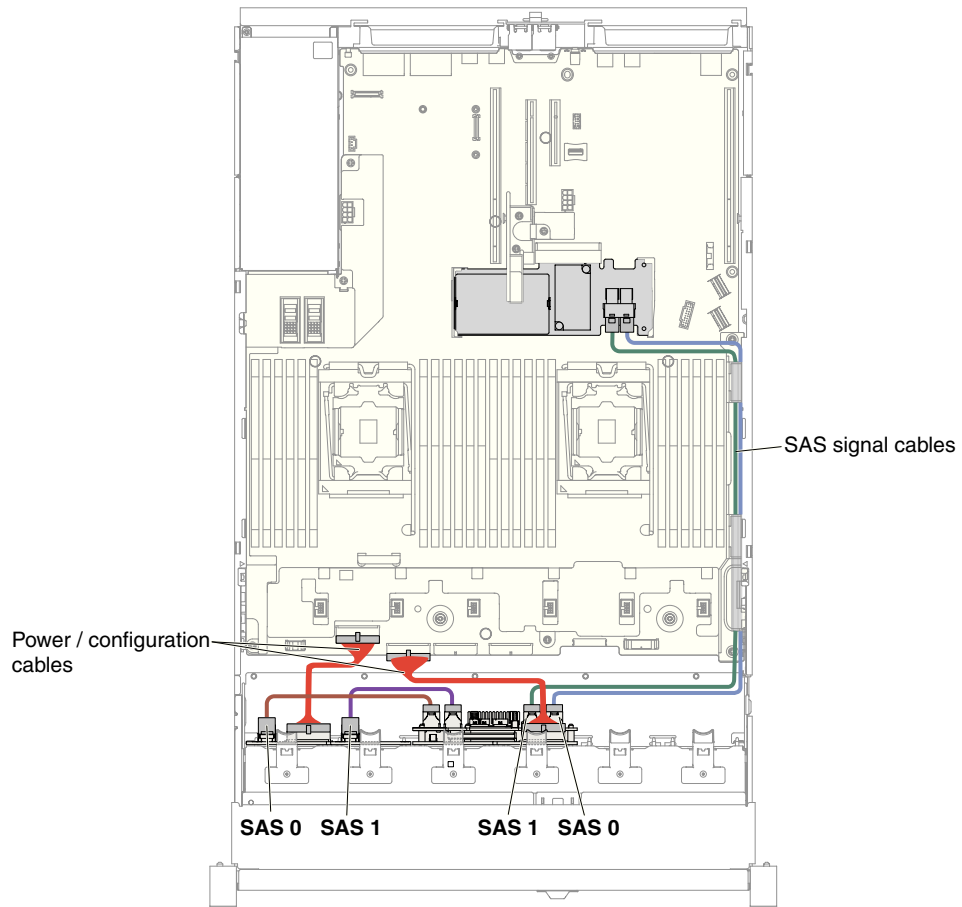 SAS signal cables
Power / configuration
cables
SAS 0
SAS 1
SAS 1
SAS 0